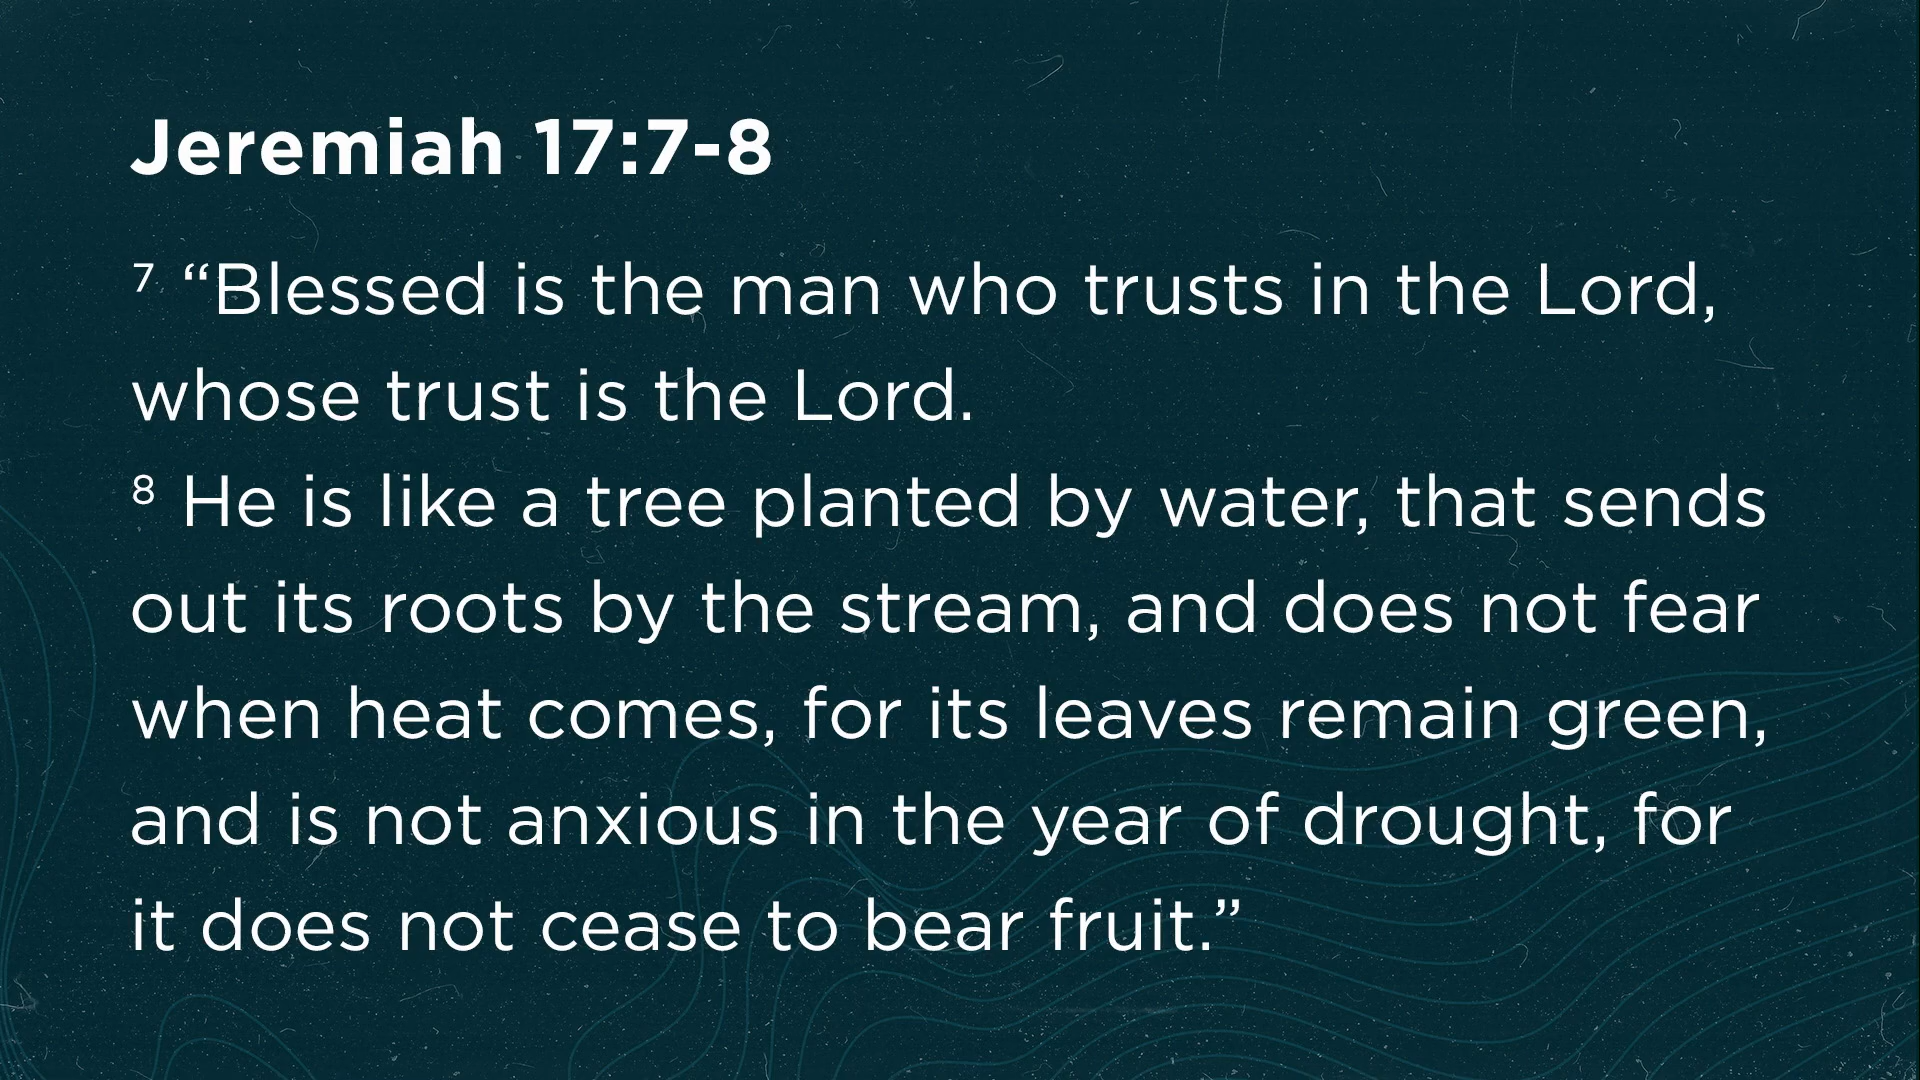 Jeremiah 17:7-8
⁷ “Blessed is the man who trusts in the Lord,
whose trust is the Lord.
⁸ He is like a tree planted by water, that sends
out its roots by the stream, and does not fear
when heat comes, for its leaves remain green,
and is not anxious in the year of drought, for
it does not cease to bear fruit.”